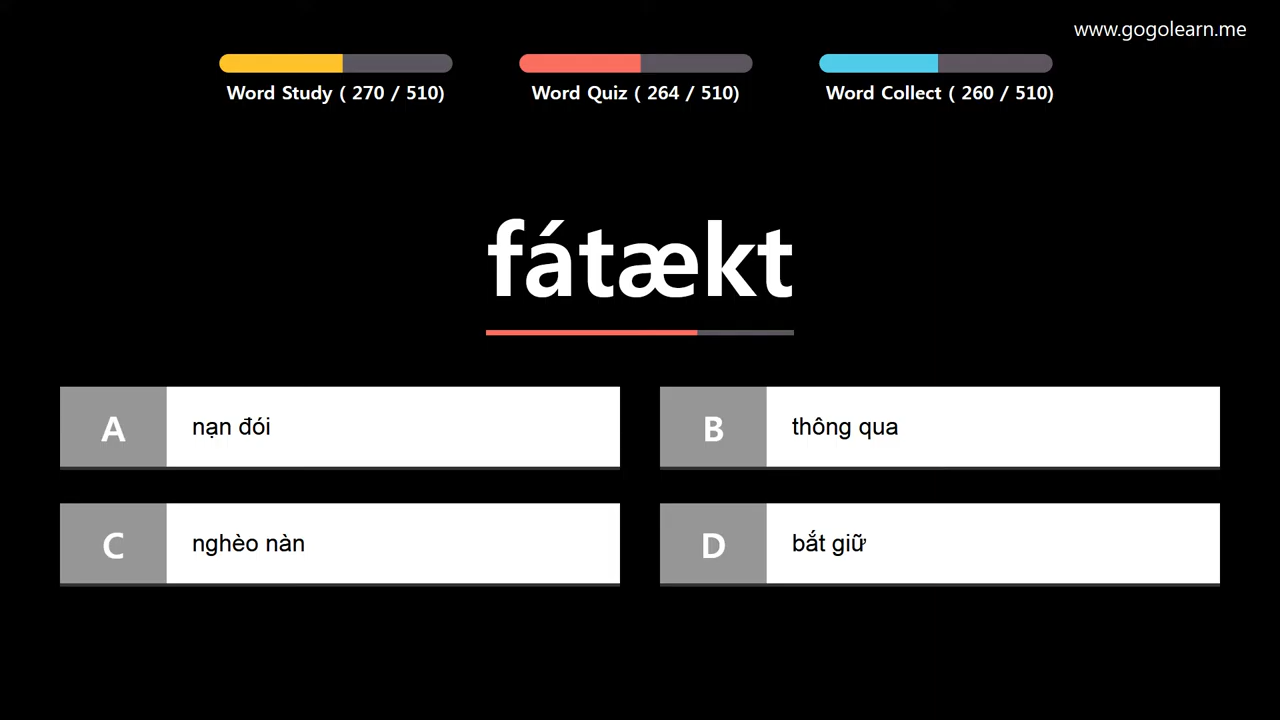 www.gogolearn.me
Word Study ( 270 / 510)
Word Quiz ( 264 / 510)
Word Collect ( 260 / 510)
fátækt
A nạn đói
B thông qua
C nghèo nàn
D bắt giữ